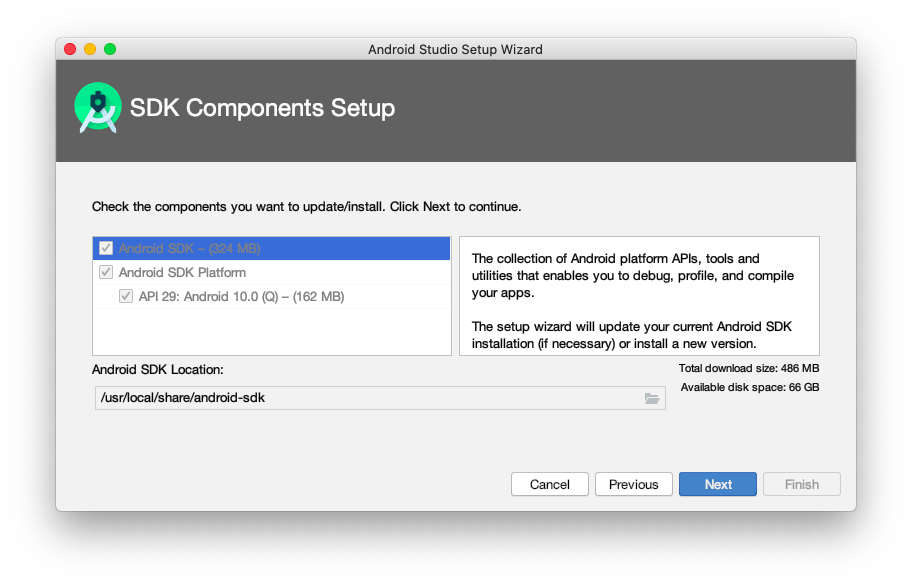 Android Studio Setup Wizard
SDK Components Setup
Check the components you want to update/install. Click Next to continue.
Android SDK – (324 MB)
Android SDK Platform
API 29: Android 10.0 (Q) – (162 MB)
The collection of Android platform APIs, tools and
utilities that enables you to debug, profile, and compile
your apps.
The setup wizard will update your current Android SDK
installation (if necessary) or install a new version.
Android SDK Location:
Total download size: 486 MB
Available disk space: 66 GB
/usr/local/share/android-sdk
Cancel
Previous
Next
Finish